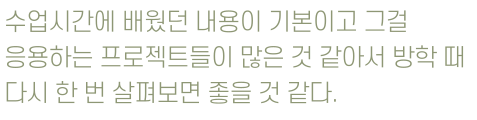 수업시간에 배웠던 내용이 기본이고 그걸
응용하는 프로젝트들이 많은 것 같아서 방학 때
다시 한 번 살펴보면 좋을 것 같다.